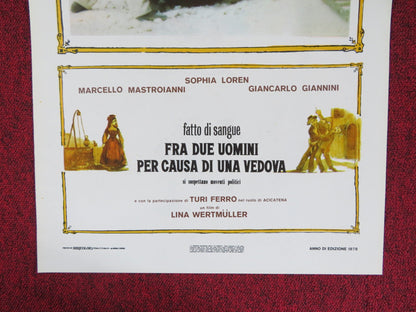 SOPHIA LOREN
MARCELLO MASTROIANNI GIANCARLO GIANNINI
fatto di sangue
FRA DUE UOMINI
PER CAUSA DI UNA VEDOVA
si sospettano moventi politici
e con la partecipazione di TURI FERRO nel ruolo di ACICATENA
un film di
LINA WERTMÜLLER
ANNO DI EDIZIONE 1978